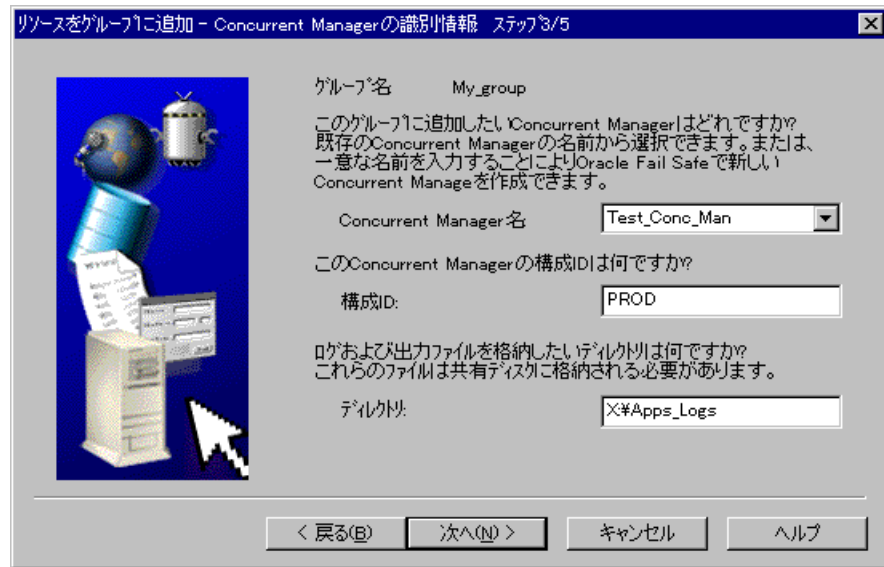 リソースをグループに追加 - Concurrent Managerの識別情報 ステップ3/5
グループ名 My_group
このグループに追加したいConcurrent Managerはどれですか?
既存のConcurrent Managerの名前から選択できます。または、
一意な名前を入力することによりOracle Fail Safeで新しい
Concurrent Manageを作成できます。
Concurrent Manager名 Test_Conc_Man
このConcurrent Managerの構成IDは何ですか?
構成ID: PROD
ログおよび出力ファイルを格納したいディレクトリは何ですか?
これらのファイルは共有ディスクに格納される必要があります。
ディレクトリ: X:¥Apps_Logs
< 戻る(B) 次へ(N) > キャンセル ヘルプ